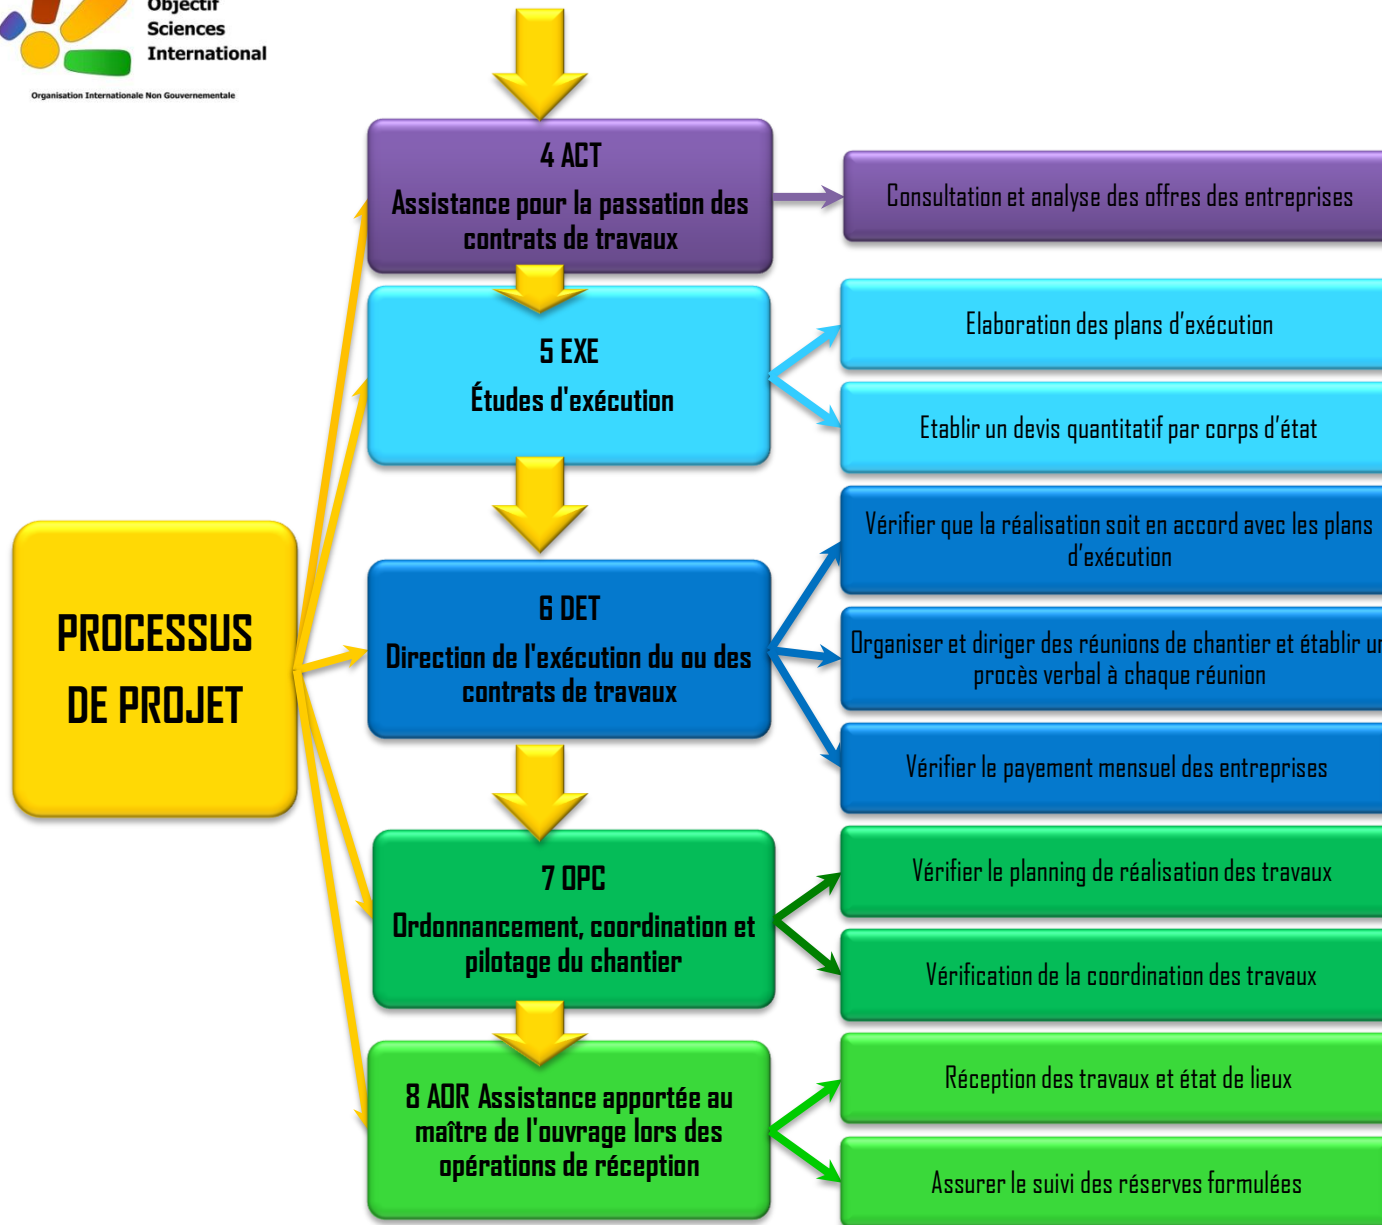 Objectif
Sciences
International
Organisation Internationale Non Gouvernementale
4 ACT
Assistance pour la passation des
contrats de travaux
Consultation et analyse des offres des entreprises
5 EXE
Études d'exécution
Elaboration des plans d'exécution
Etablir un devis quantitatif par corps d'état
PROCESSUS
DE PROJET
6 DET
Direction de l'exécution du ou des
contrats de travaux
Vérifier que la réalisation soit en accord avec les plans
d'exécution
Organiser et diriger des réunions de chantier et établir un
procès verbal à chaque réunion
Vérifier le payement mensuel des entreprises
7 OPC
Ordonnancement, coordination et
pilotage du chantier
Vérifier le planning de réalisation des travaux
Vérification de la coordination des travaux
8 AOR Assistance apportée au
maître de l'ouvrage lors des
opérations de réception
Réception des travaux et état de lieux
Assurer le suivi des réserves formulées